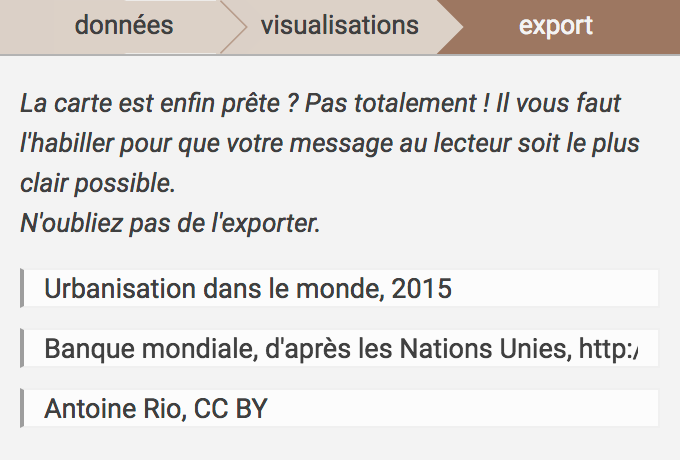 données visualisations export
La carte est enfin prête ? Pas totalement ! Il vous faut
l'habiller pour que votre message au lecteur soit le plus
clair possible.
N'oubliez pas de l'exporter.
Urbanisation dans le monde, 2015
Banque mondiale, d'après les Nations Unies, http:/
Antoine Rio, CC BY